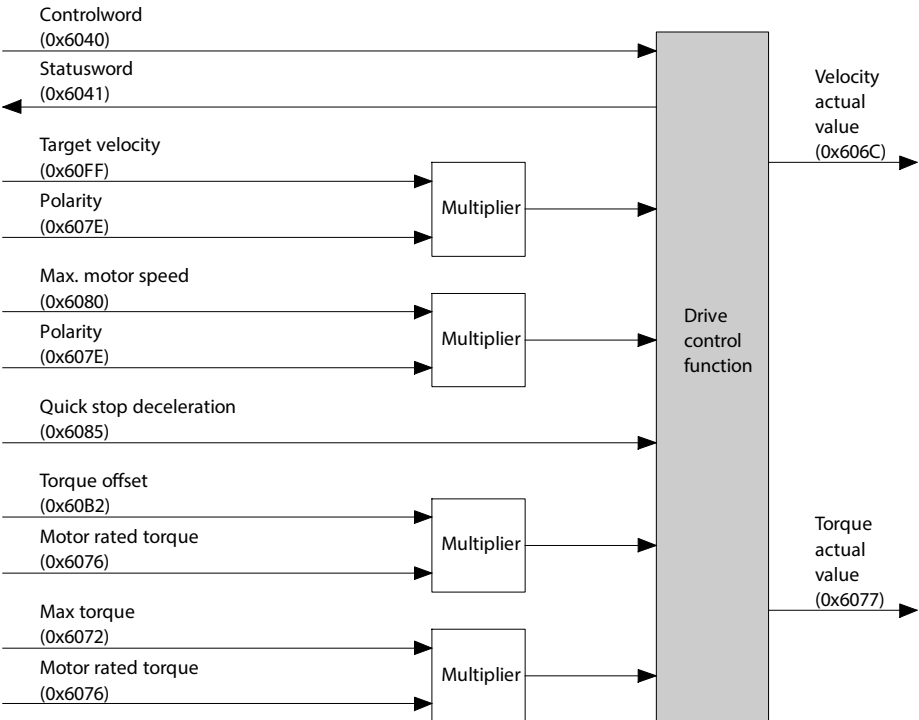 Controlword
(0x6040)
Statusword
(0x6041)
Target velocity
(0x60FF)
Polarity
(0x607E)
Multiplier
Max. motor speed
(0x6080)
Polarity
(0x607E)
Multiplier
Quick stop deceleration
(0x6085)
Torque offset
(0x60B2)
Motor rated torque
(0x6076)
Multiplier
Max torque
(0x6072)
Motor rated torque
(0x6076)
Multiplier
Drive
control
function
Velocity
actual
value
(0x606C)
Torque
actual
value
(0x6077)